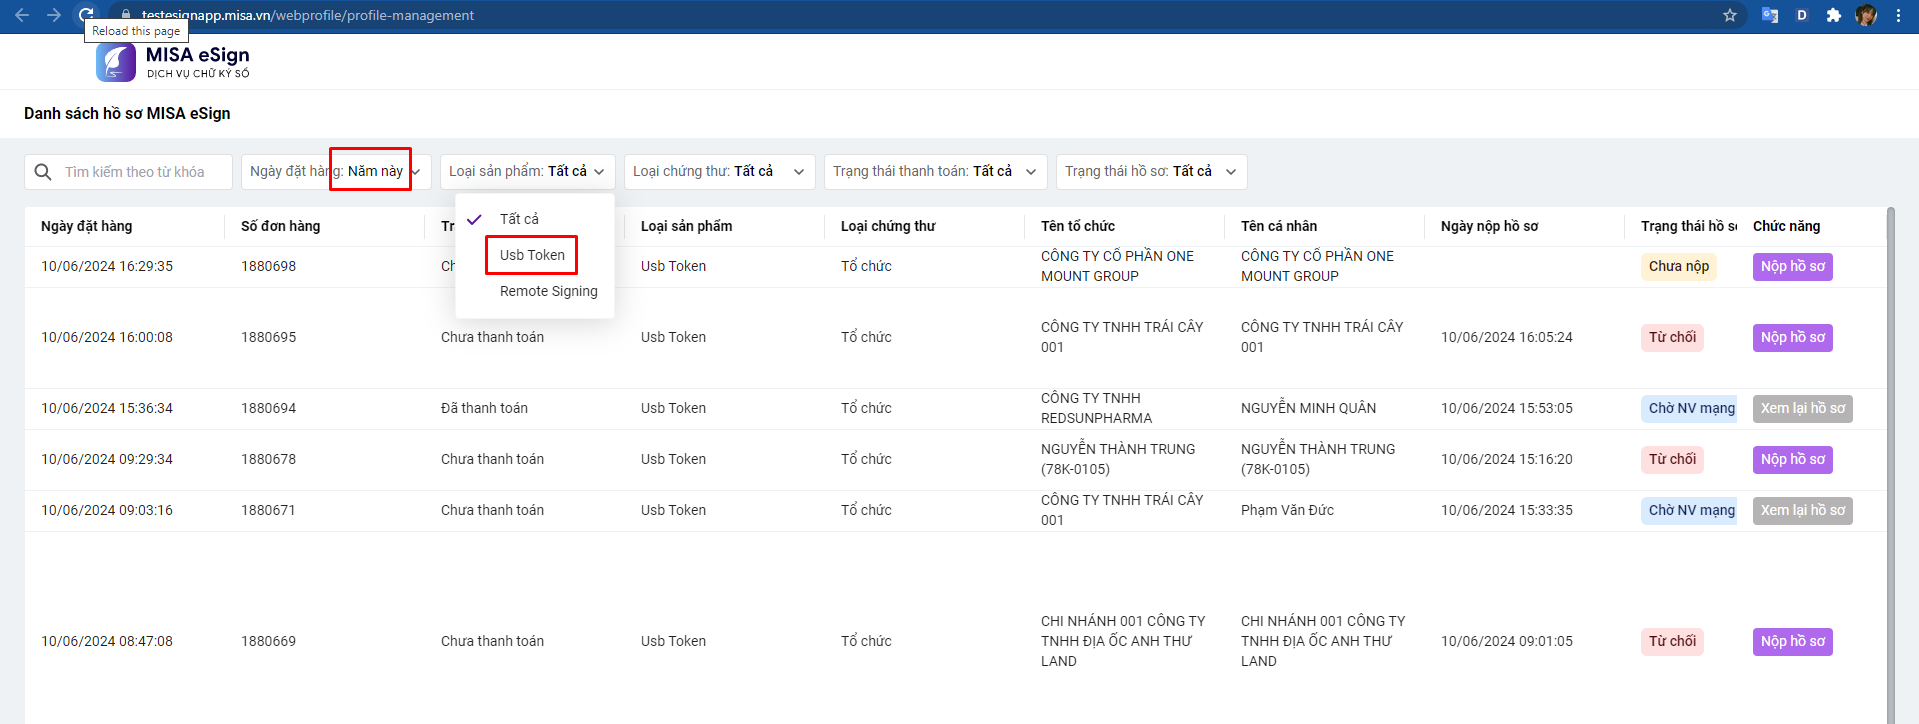 testesignapp.misa.vn/webprofile/profile-management
D
Reload this page
MISA eSign
DỊCH VỤ CHỮ KÝ SỐ
Danh sách hồ sơ MISA eSign
Tìm kiếm theo từ khóa
Ngày đặt hàng: Năm này
Loại sản phẩm: Tất cả
Loại chứng thư: Tất cả
Trạng thái thanh toán: Tất cả
Trạng thái hồ sơ: Tất cả
Tất cả
Usb Token
Remote Signing
Ngày đặt hàng Số đơn hàng Tr Loại sản phẩm Loại chứng thư Tên tổ chức Tên cá nhân Ngày nộp hồ sơ Trạng thái hồ sơ Chức năng
10/06/2024 16:29:35 1880698 Ch Usb Token Tổ chức CÔNG TY CỔ PHẦN ONE CÔNG TY CỔ PHẦN ONE Chưa nộp Nộp hồ sơ
MOUNT GROUP MOUNT GROUP
10/06/2024 16:00:08 1880695 Chưa thanh toán Usb Token Tổ chức CÔNG TY TNHH TRÁI CÂY CÔNG TY TNHH TRÁI CÂY 10/06/2024 16:05:24 Từ chối Nộp hồ sơ
001 001
10/06/2024 15:36:34 1880694 Đã thanh toán Usb Token Tổ chức CÔNG TY TNHH NGUYỄN MINH QUÂN 10/06/2024 15:53:05 Chờ NV mạng Xem lại hồ sơ
REDSUNPHARMA
10/06/2024 09:29:34 1880678 Chưa thanh toán Usb Token Tổ chức NGUYỄN THÀNH TRUNG NGUYỄN THÀNH TRUNG 10/06/2024 15:16:20 Từ chối Nộp hồ sơ
(78K-0105) (78K-0105)
10/06/2024 09:03:16 1880671 Chưa thanh toán Usb Token Tổ chức CÔNG TY TNHH TRÁI CÂY Phạm Văn Đức 10/06/2024 15:33:35 Chờ NV mạng Xem lại hồ sơ
001
10/06/2024 08:47:08 1880669 Chưa thanh toán Usb Token Tổ chức CHI NHÁNH 001 CÔNG TY CHI NHÁNH 001 CÔNG TY 10/06/2024 09:01:05 Từ chối Nộp hồ sơ
TNHH ĐỊA ỐC ANH THƯ TNHH ĐỊA ỐC ANH THƯ
LAND LAND